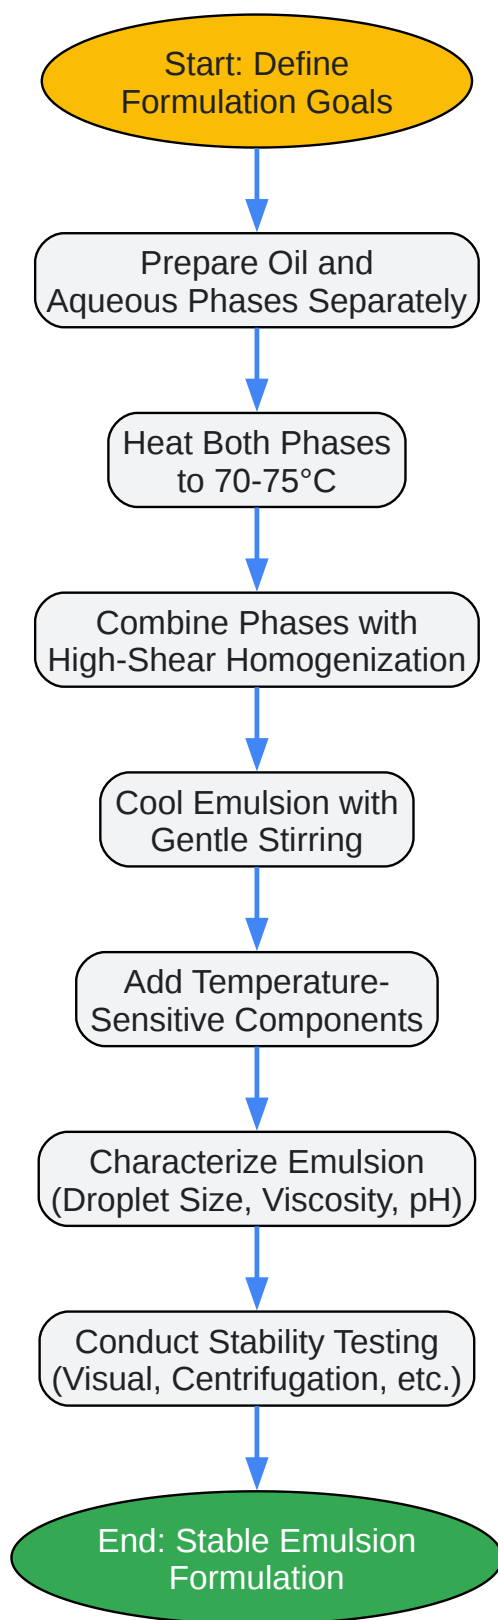 Start: Define
Formulation Goals
Prepare Oil and
Aqueous Phases Separately
Heat Both Phases
to 70-75°C
Combine Phases with
High-Shear Homogenization
Cool Emulsion with
Gentle Stirring
Add Temperature-
Sensitive Components
Characterize Emulsion
(Droplet Size, Viscosity, pH)
Conduct Stability Testing
(Visual, Centrifugation, etc.)
End: Stable Emulsion
Formulation